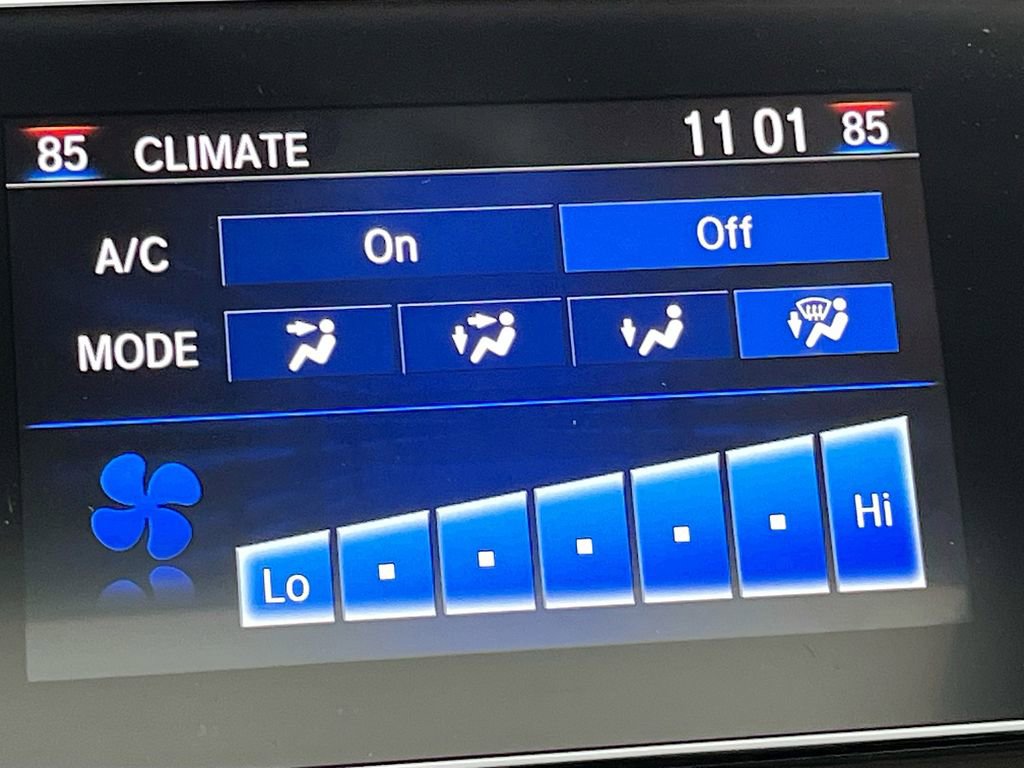 85 CLIMATE 11 01 85
A/C On Off
MODE
Lo Hi